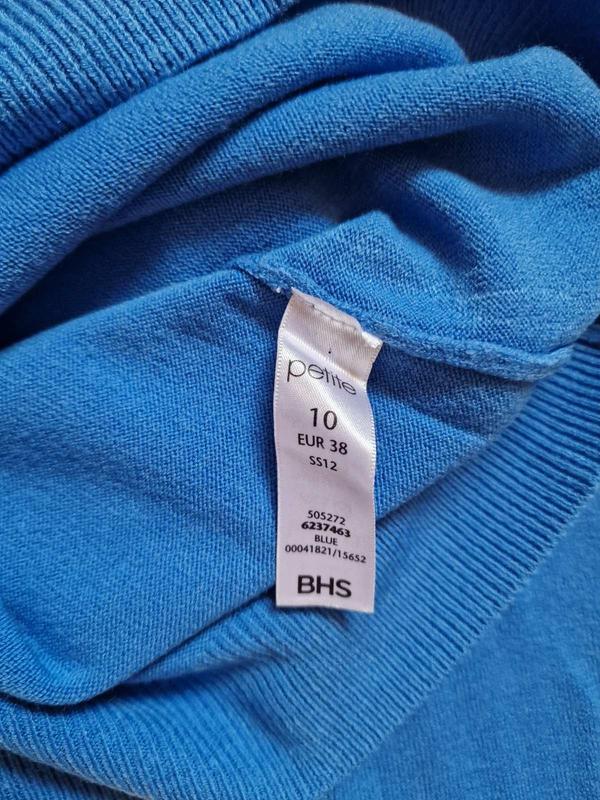 petite
10
EUR 38
SS12
505272
6237463
BLUE
00041821/15652
BHS